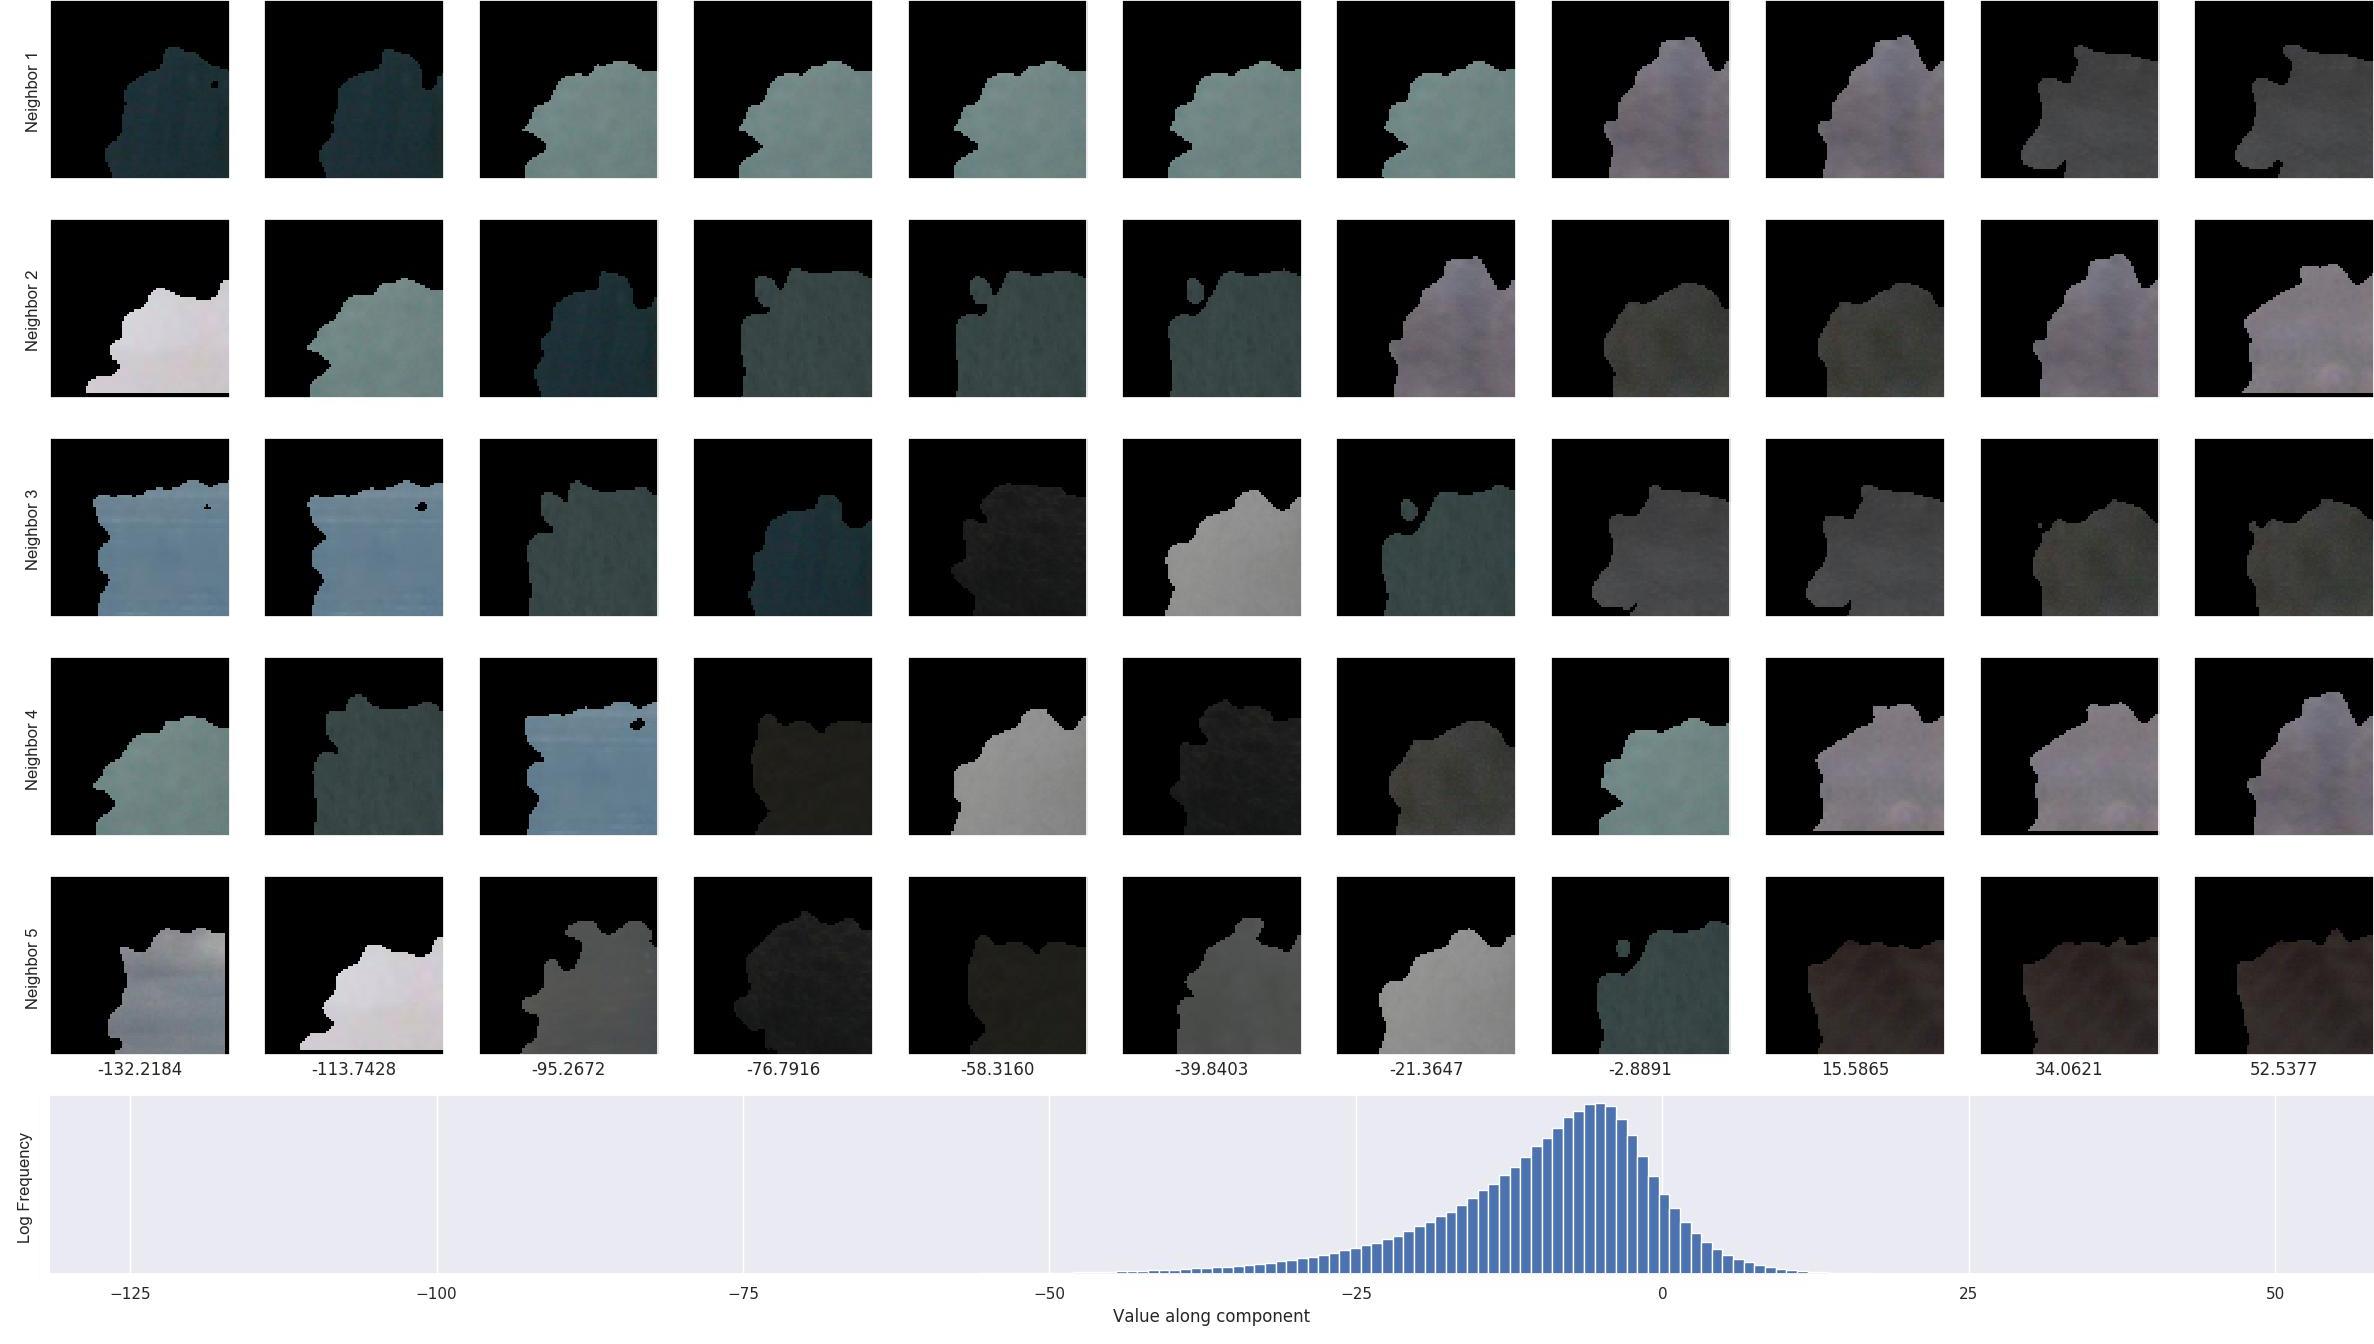 Neighbor 1
Neighbor 2
Neighbor 3
Neighbor 4
Neighbor 5
-132.2184 -113.7428 -95.2672 -76.7916 -58.3160 -39.8403 -21.3647 -2.8891 15.5865 34.0621 52.5377
Log Frequency
−125 −100 −75 −50 −25 0 25 50
Value along component